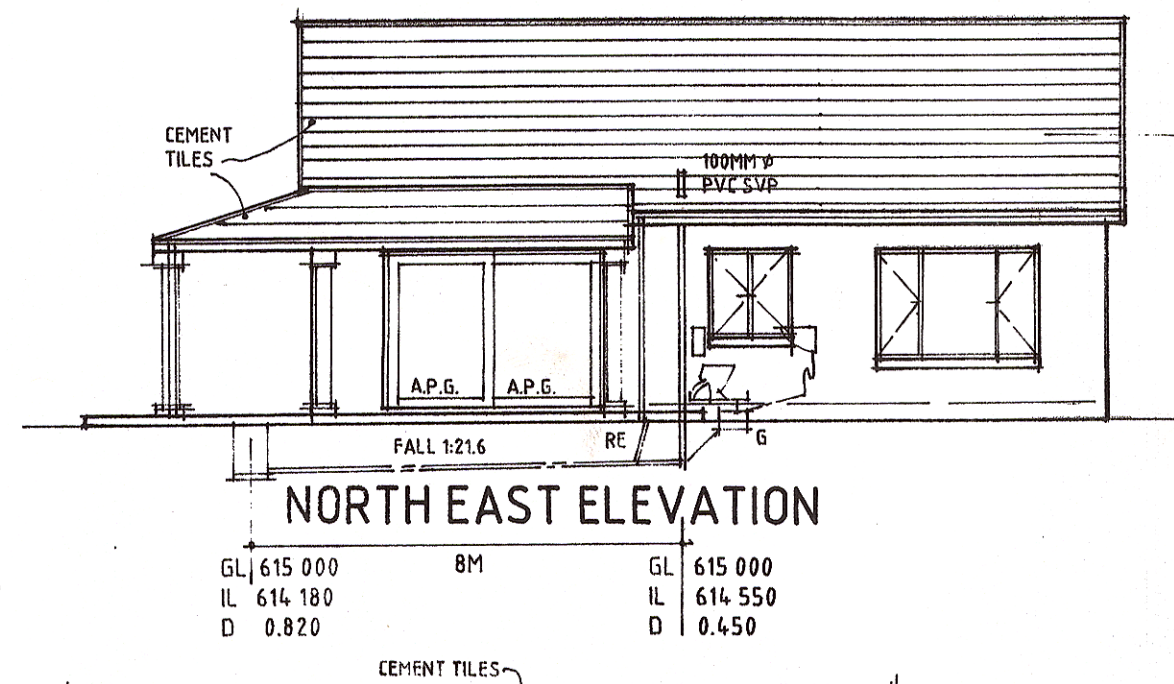 CEMENT
TILES
100MM ø
PVC SVP
A.P.G. A.P.G.
FALL 1:21.6
RE
G
NORTH EAST ELEVATION
8M
GL 615 000
IL 614 180
D 0.820
GL 615 000
IL 614 550
D 0.450
CEMENT TILES